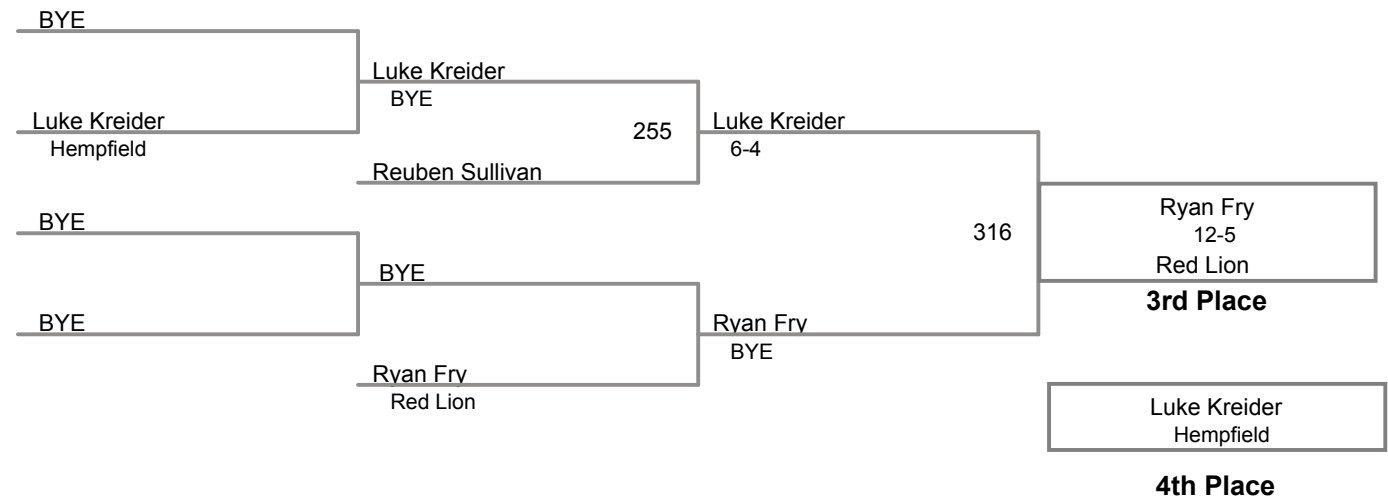 BYE
Luke Kreider
BYE
Luke Kreider
Hempfield
255
Luke Kreider
6-4
Reuben Sullivan
BYE
BYE
BYE
Ryan Fry
Red Lion
Ryan Fry
BYE
316
Ryan Fry
12-5
Red Lion
3rd Place
Luke Kreider
Hempfield
4th Place